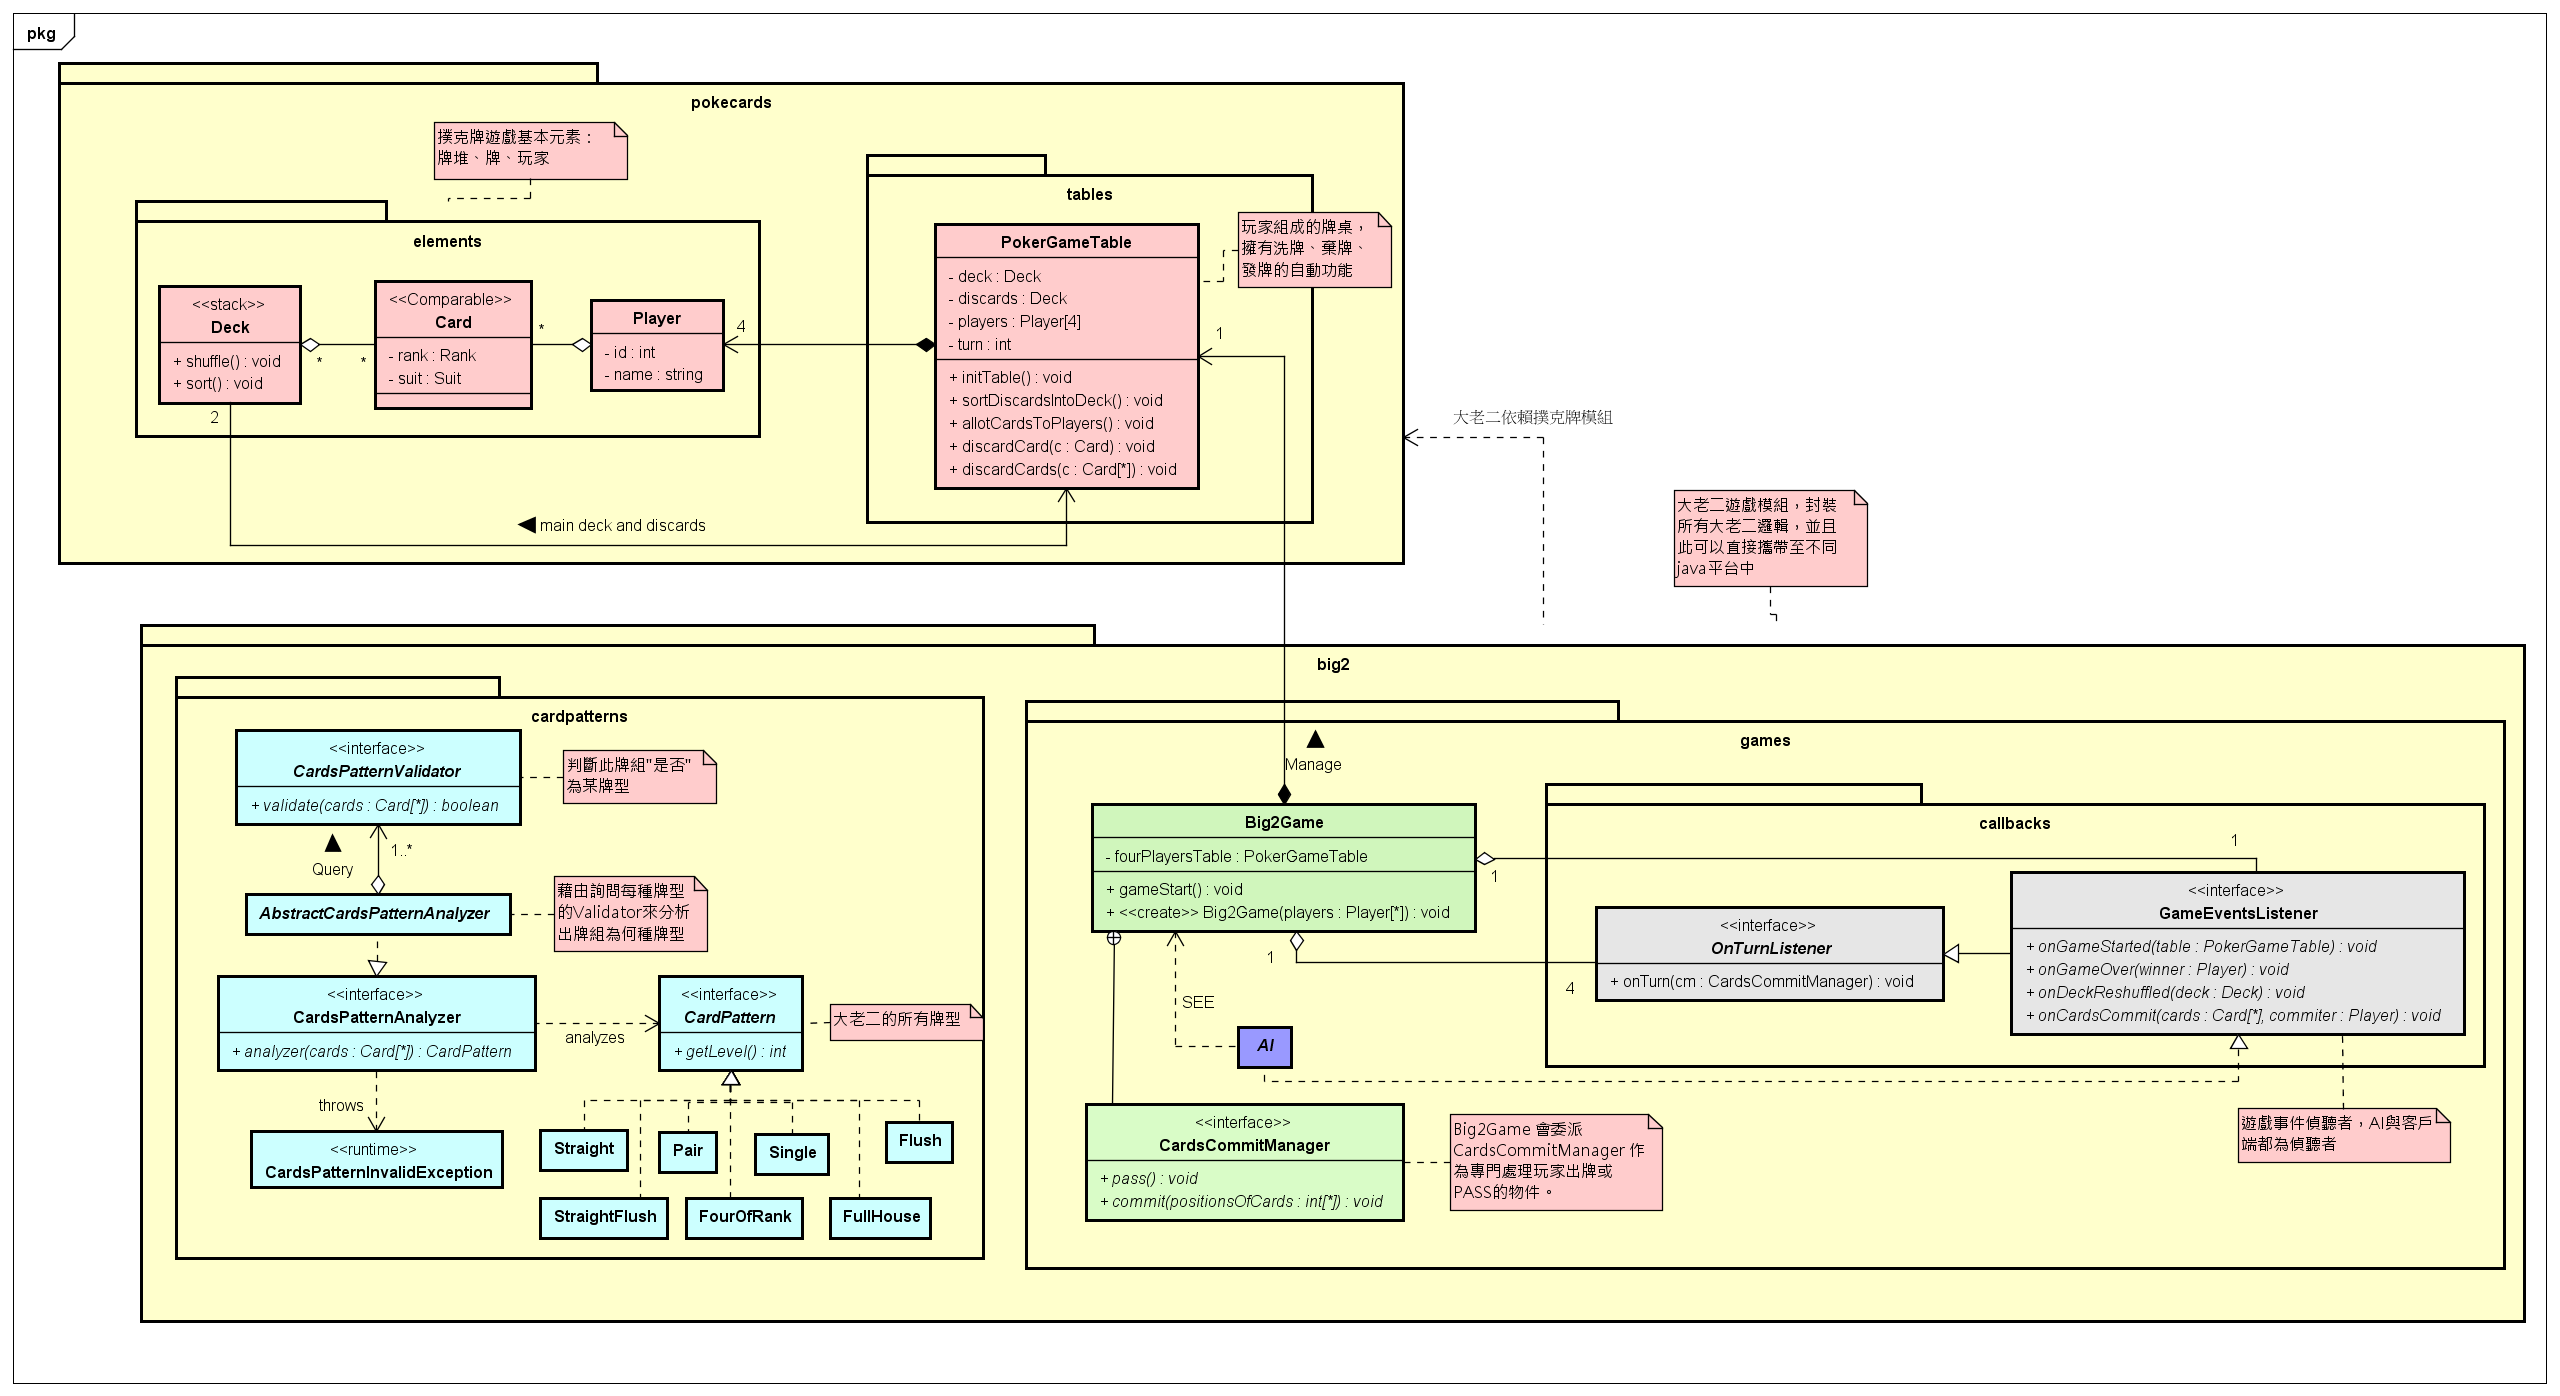 pkg
pokecards
撲克牌遊戲基本元素：
牌堆、牌、玩家
elements
<<stack>>
Deck
+ shuffle() : void
+ sort() : void
*
*
<<Comparable>>
Card
- rank : Rank
- suit : Suit
*
Player
- id : int
- name : string
4
2
main deck and discards
tables
PokerGameTable
- deck : Deck
- discards : Deck
- players : Player[4]
- turn : int
+ initTable() : void
+ sortDiscardsIntoDeck() : void
+ allotCardsToPlayers() : void
+ discardCard(c : Card) : void
+ discardCards(c : Card[*]) : void
玩家組成的牌桌，
擁有洗牌、棄牌、
發牌的自動功能
1
大老二依賴撲克牌模組
大老二遊戲模組，封裝
所有大老二邏輯，並且
此可以直接攜帶至不同
java平台中
big2
cardpatterns
<<interface>>
CardsPatternValidator
+ validate(cards : Card[*]) : boolean
判斷此牌組"是否"
為某牌型
1..*
Query
AbstractCardsPatternAnalyzer
藉由詢問每種牌型
的Validator來分析
出牌組為何種牌型
<<interface>>
CardsPatternAnalyzer
+ analyzer(cards : Card[*]) : CardPattern
analyzes
<<interface>>
CardPattern
+ getLevel() : int
大老二的所有牌型
throws
<<runtime>>
CardsPatternInvalidException
Straight
Pair
Single
Flush
StraightFlush
FourOfRank
FullHouse
games
Manage
Big2Game
- fourPlayersTable : PokerGameTable
+ gameStart() : void
+ <<create>> Big2Game(players : Player[*]) : void
1
1
1
4
SEE
AI
callbacks
<<interface>>
OnTurnListener
+ onTurn(cm : CardsCommitManager) : void
<<interface>>
GameEventsListener
+ onGameStarted(table : PokerGameTable) : void
+ onGameOver(winner : Player) : void
+ onDeckReshuffled(deck : Deck) : void
+ onCardsCommit(cards : Card[*], commiter : Player) : void
<<interface>>
CardsCommitManager
+ pass() : void
+ commit(positionsOfCards : int[*]) : void
Big2Game 會委派
CardsCommitManager 作
為專門處理玩家出牌或
PASS的物件。
遊戲事件偵聽者，AI與客戶
端都為偵聽者